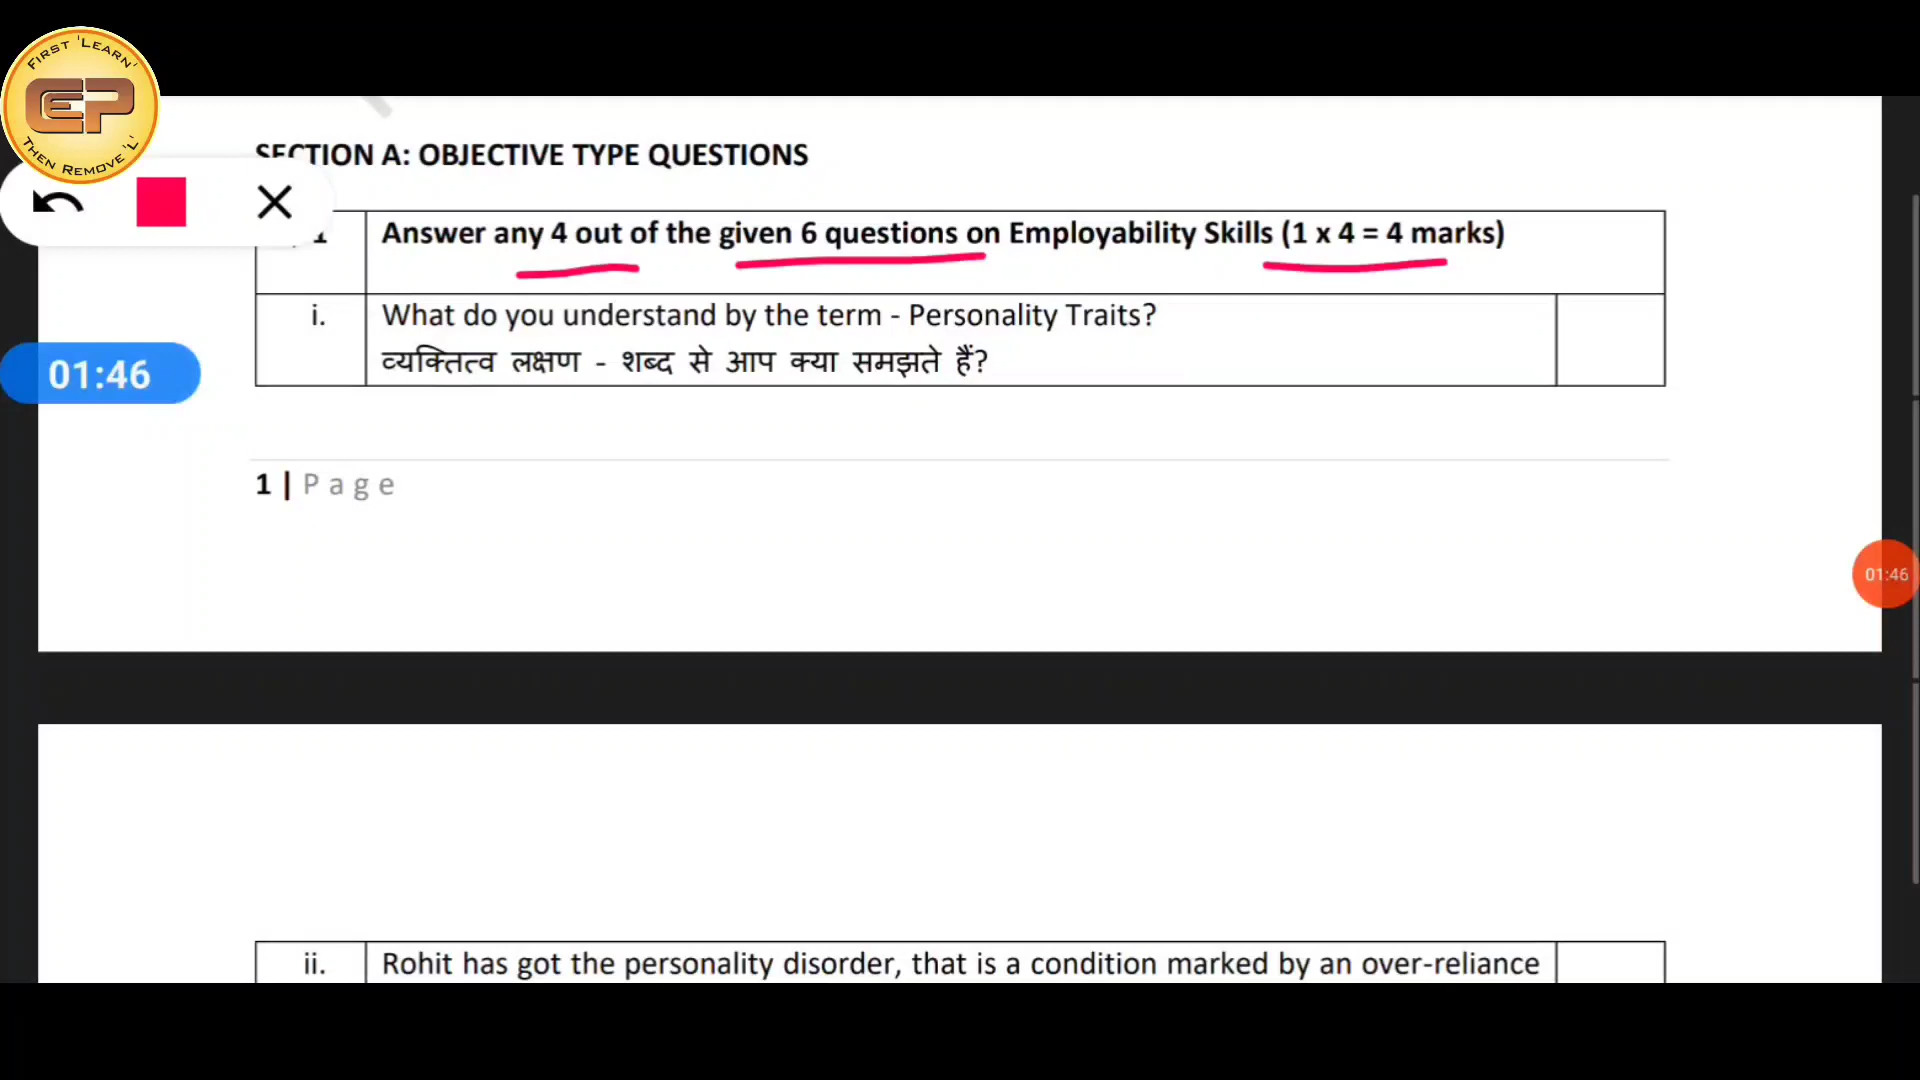 FIRST 'LEARN'
EP
THEN REMOVE 'L'
SECTION A: OBJECTIVE TYPE QUESTIONS
1
Answer any 4 out of the given 6 questions on Employability Skills (1 x 4 = 4 marks)
i.
What do you understand by the term - Personality Traits?
व्यक्तित्व लक्षण - शब्द से आप क्या समझते हैं?
01:46
1 | Page
01:46
ii.
Rohit has got the personality disorder, that is a condition marked by an over-reliance